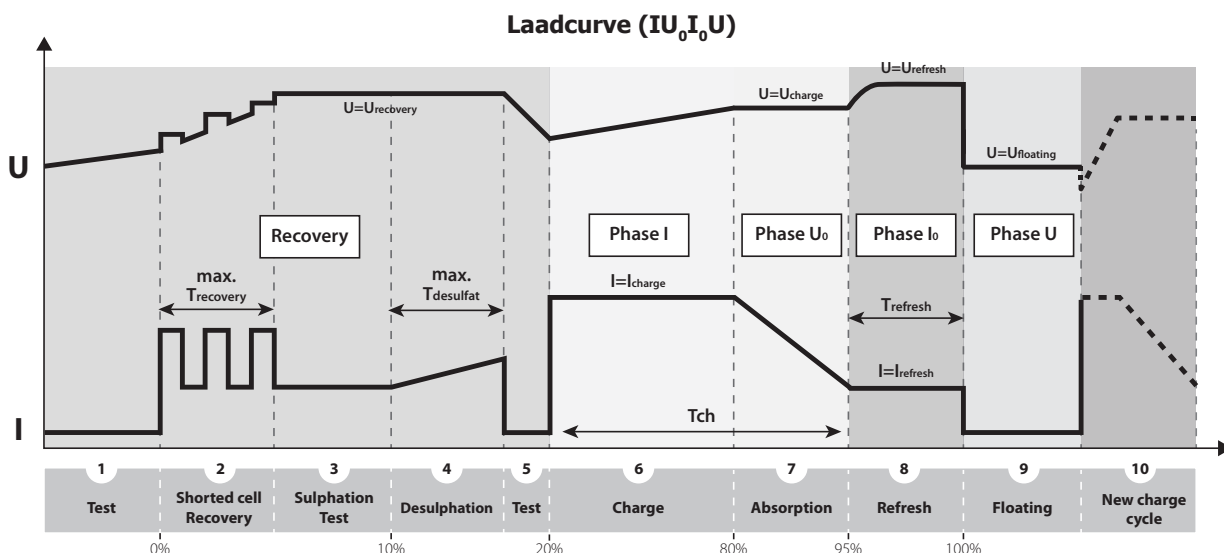 Laadcurve (IU₀I₀U)
U=Urefresh
U=Ucharge
U=Urecovery
U=Ufloating
U
Recovery
Phase I
Phase U₀
Phase I₀
Phase U
max.
Trecovery
max.
Tdesulfat
I=Icharge
Trefresh
I=Irefresh
Tch
I
1 2 3 4 5 6 7 8 9 10
Test
Shorted cell
Recovery
Sulphation
Test
Desulphation
Test
Charge
Absorption
Refresh
Floating
New charge
cycle
0% 10% 20% 80% 95% 100%